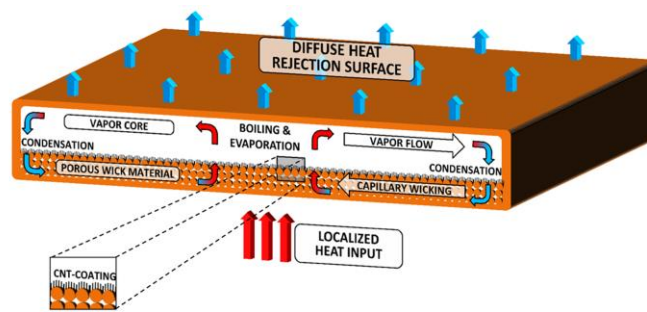 DIFFUSE HEAT
REJECTION SURFACE
VAPOR CORE
BOILING &
EVAPORATION
VAPOR FLOW
CONDENSATION
CONDENSATION
POROUS WICK MATERIAL
CAPILLARY WICKING
LOCALIZED
HEAT INPUT
CNT-COATING